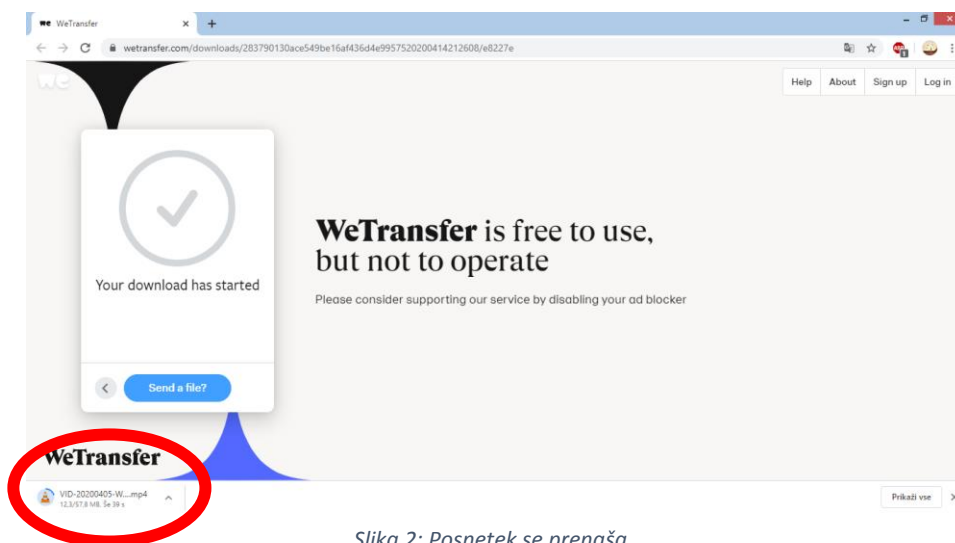 we WeTransfer
wetransfer.com/downloads/283790130ace549be16af436d4e9957520200414212608/e8227e
we
Help About Sign up Log in
Your download has started
WeTransfer is free to use,
but not to operate
Please consider supporting our service by disabling your ad blocker
Send a file?
WeTransfer
VID-20200405-W....mp4
12,3/57,8 MB, Še 39 s
Prikaži vse
Slika 2: Posnetek se prenaša